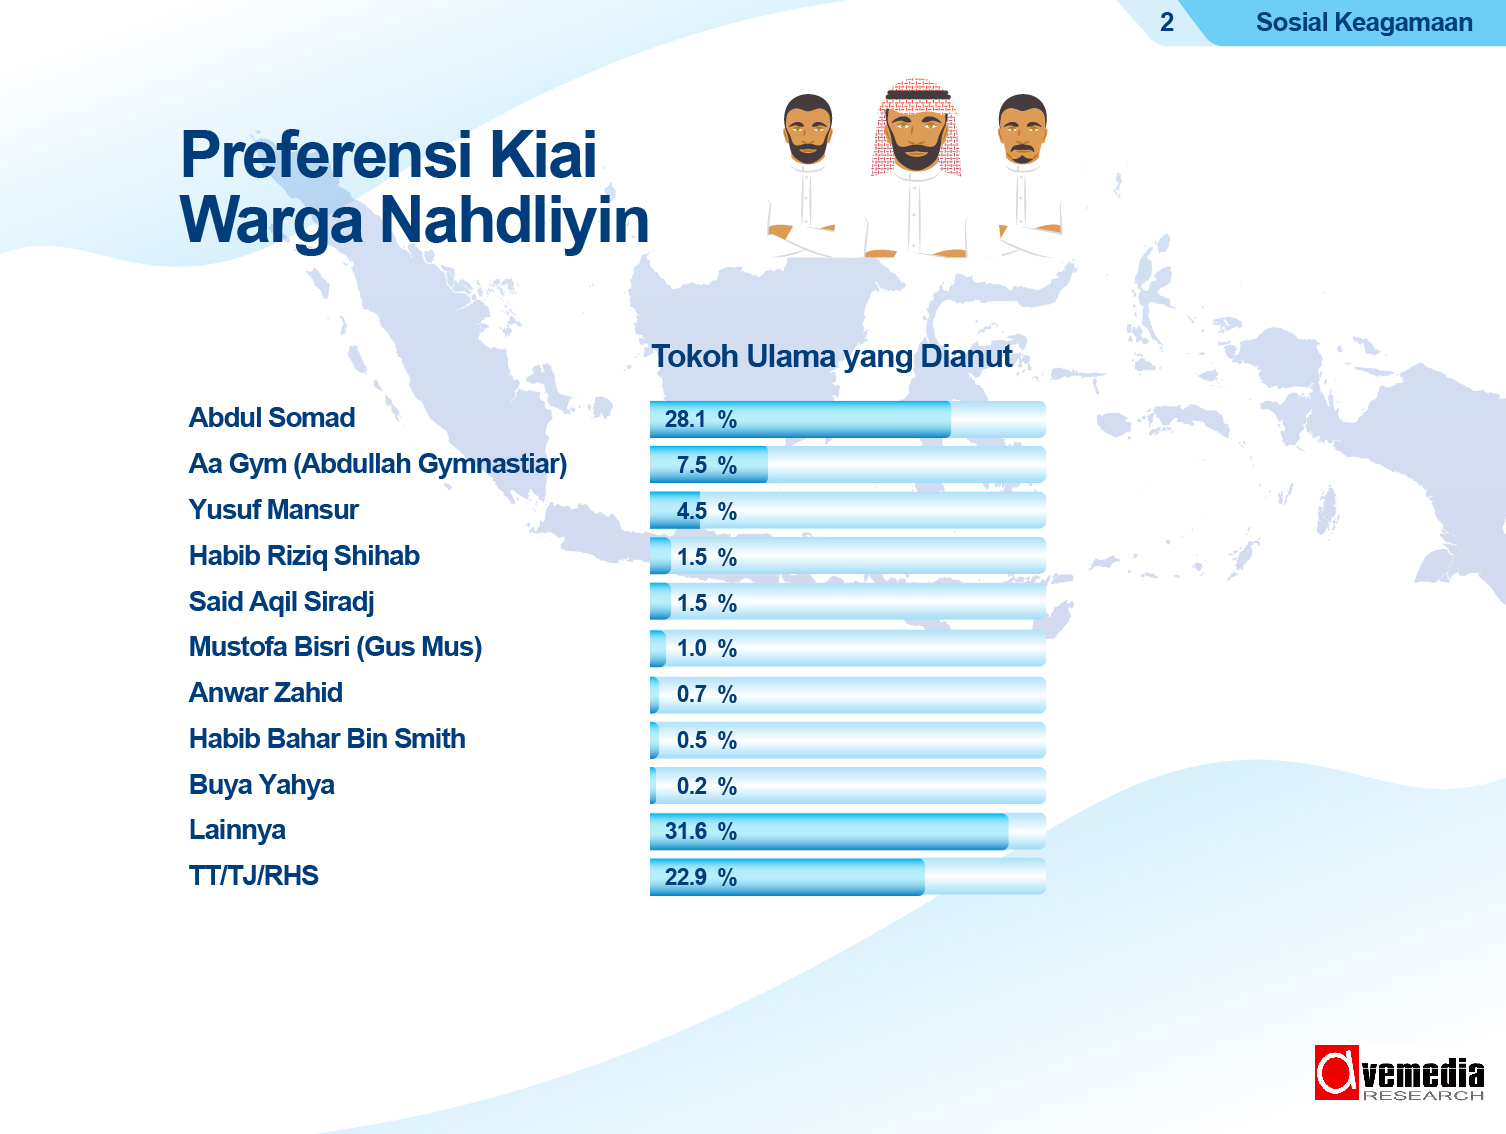 2 Sosial Keagamaan
Preferensi Kiai
Warga Nahdliyin
Tokoh Ulama yang Dianut
Abdul Somad 28.1 %
Aa Gym (Abdullah Gymnastiar) 7.5 %
Yusuf Mansur 4.5 %
Habib Riziq Shihab 1.5 %
Said Aqil Siradj 1.5 %
Mustofa Bisri (Gus Mus) 1.0 %
Anwar Zahid 0.7 %
Habib Bahar Bin Smith 0.5 %
Buya Yahya 0.2 %
Lainnya 31.6 %
TT/TJ/RHS 22.9 %
avemedia
RESEARCH